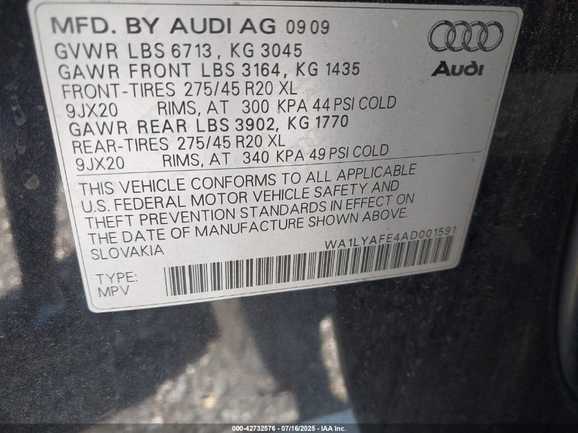 MFD. BY AUDI AG 09 09
GVWR LBS 6713 , KG 3045
GAWR FRONT LBS 3164, KG 1435
FRONT-TIRES 275/45 R20 XL
9JX20 RIMS, AT 300 KPA 44 PSI COLD
GAWR REAR LBS 3902, KG 1770
REAR-TIRES 275/45 R20 XL
9JX20 RIMS, AT 340 KPA 49 PSI COLD
Audi
THIS VEHICLE CONFORMS TO ALL APPLICABLE
U.S. FEDERAL MOTOR VEHICLE SAFETY AND
THEFT PREVENTION STANDARDS IN EFFECT ON
THE DATE OF MANUFACTURE SHOWN ABOVE.
SLOVAKIA
WA1LYAFE4AD001591
TYPE:
MPV
000-42732576 - 07/16/2025 - IAAI.COM